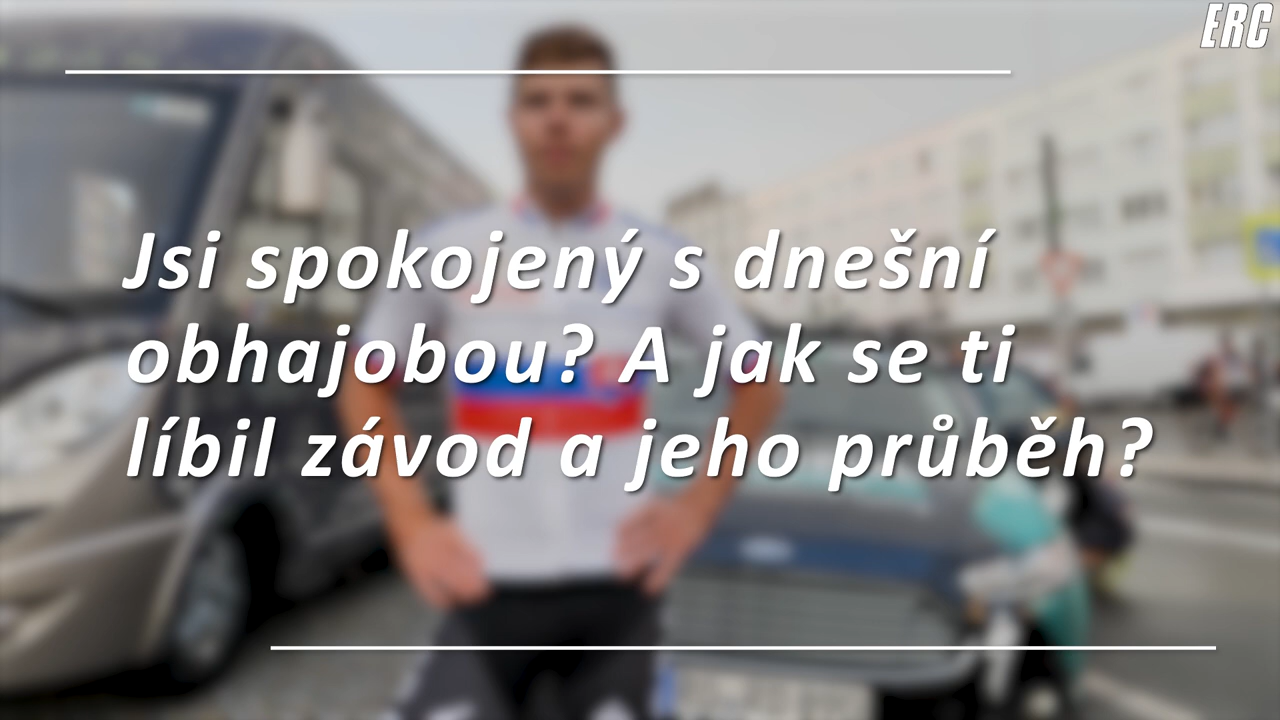 ERC
Jsi spokojený s dnešní
obhajobou? A jak se ti
líbil závod a jeho průběh?